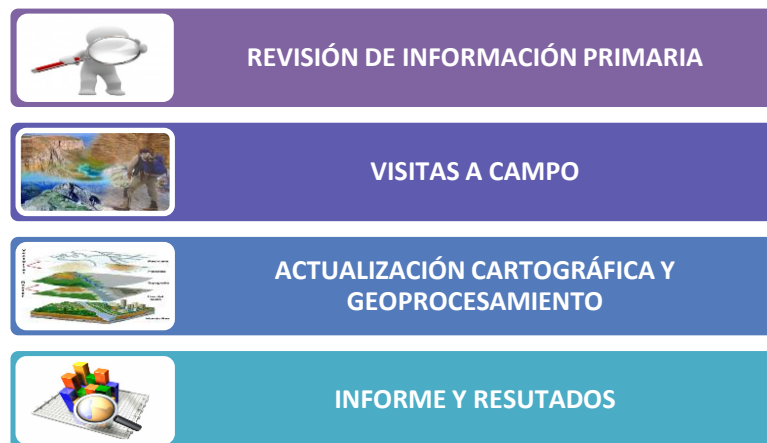 REVISIÓN DE INFORMACIÓN PRIMARIA
VISITAS A CAMPO
ACTUALIZACIÓN CARTOGRÁFICA Y
GEOPROCESAMIENTO
INFORME Y RESUTADOS